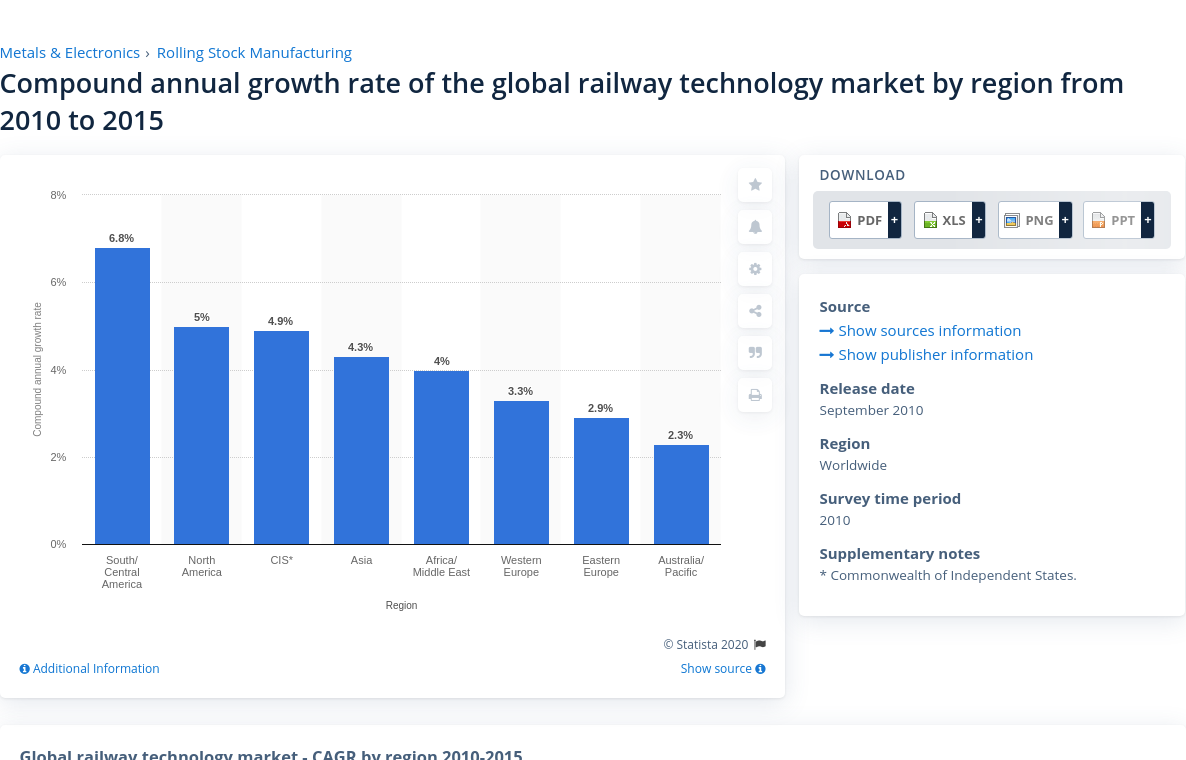 Metals & Electronics › Rolling Stock Manufacturing
Compound annual growth rate of the global railway technology market by region from
2010 to 2015
8%
6%
4%
2%
0%
Compound annual growth rate
6.8%
5%
4.9%
4.3%
4%
3.3%
2.9%
2.3%
South/
Central
America
North
America
CIS*
Asia
Africa/
Middle East
Western
Europe
Eastern
Europe
Australia/
Pacific
Region
© Statista 2020
Additional Information
Show source
DOWNLOAD
PDF + XLS + PNG + PPT +
Source
Show sources information
Show publisher information
Release date
September 2010
Region
Worldwide
Survey time period
2010
Supplementary notes
* Commonwealth of Independent States.
Global railway technology market - CAGR by region 2010-2015